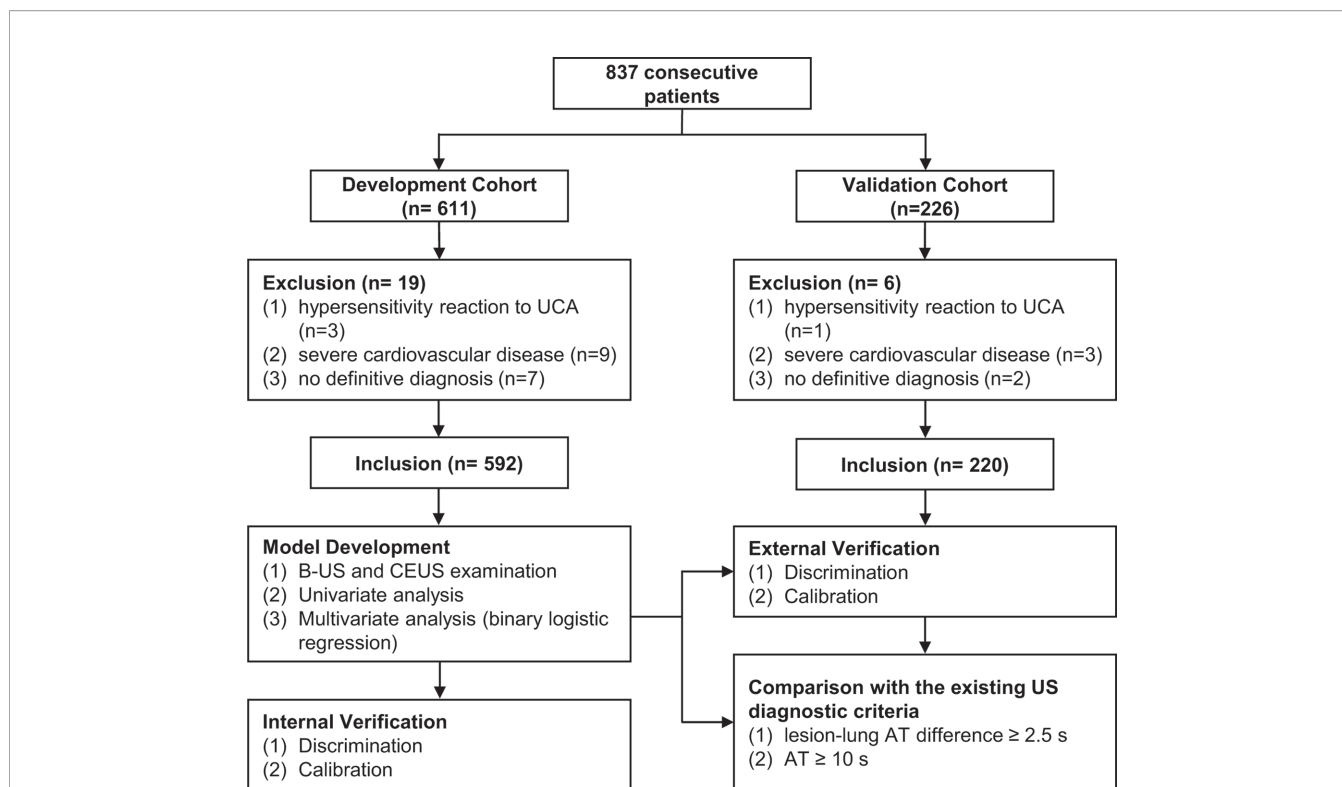 837 consecutive
patients
Development Cohort
(n= 611)
Validation Cohort
(n=226)
Exclusion (n= 19)
(1) hypersensitivity reaction to UCA
(n=3)
(2) severe cardiovascular disease (n=9)
(3) no definitive diagnosis (n=7)
Exclusion (n= 6)
(1) hypersensitivity reaction to UCA
(n=1)
(2) severe cardiovascular disease (n=3)
(3) no definitive diagnosis (n=2)
Inclusion (n= 592)
Inclusion (n= 220)
Model Development
(1) B-US and CEUS examination
(2) Univariate analysis
(3) Multivariate analysis (binary logistic
regression)
External Verification
(1) Discrimination
(2) Calibration
Internal Verification
(1) Discrimination
(2) Calibration
Comparison with the existing US
diagnostic criteria
(1) lesion-lung AT difference ≥ 2.5 s
(2) AT ≥ 10 s